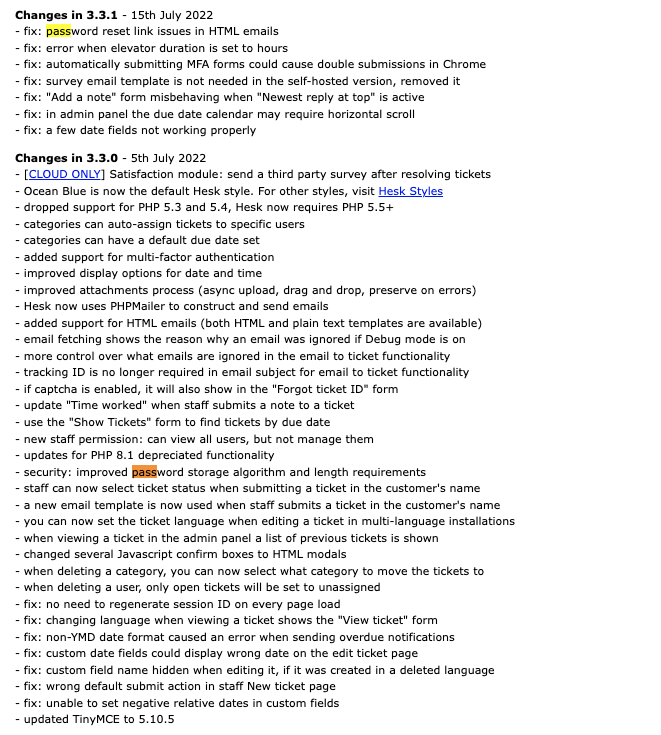 Changes in 3.3.1 - 15th July 2022
- fix: password reset link issues in HTML emails
- fix: error when elevator duration is set to hours
- fix: automatically submitting MFA forms could cause double submissions in Chrome
- fix: survey email template is not needed in the self-hosted version, removed it
- fix: "Add a note" form misbehaving when "Newest reply at top" is active
- fix: in admin panel the due date calendar may require horizontal scroll
- fix: a few date fields not working properly
Changes in 3.3.0 - 5th July 2022
- [CLOUD ONLY] Satisfaction module: send a third party survey after resolving tickets
- Ocean Blue is now the default Hesk style. For other styles, visit Hesk Styles
- dropped support for PHP 5.3 and 5.4, Hesk now requires PHP 5.5+
- categories can auto-assign tickets to specific users
- categories can have a default due date set
- added support for multi-factor authentication
- improved display options for date and time
- improved attachments process (async upload, drag and drop, preserve on errors)
- Hesk now uses PHPMailer to construct and send emails
- added support for HTML emails (both HTML and plain text templates are available)
- email fetching shows the reason why an email was ignored if Debug mode is on
- more control over what emails are ignored in the email to ticket functionality
- tracking ID is no longer required in email subject for email to ticket functionality
- if captcha is enabled, it will also show in the "Forgot ticket ID" form
- update "Time worked" when staff submits a note to a ticket
- use the "Show Tickets" form to find tickets by due date
- new staff permission: can view all users, but not manage them
- updates for PHP 8.1 depreciated functionality
- security: improved password storage algorithm and length requirements
- staff can now select ticket status when submitting a ticket in the customer's name
- a new email template is now used when staff submits a ticket in the customer's name
- you can now set the ticket language when editing a ticket in multi-language installations
- when viewing a ticket in the admin panel a list of previous tickets is shown
- changed several Javascript confirm boxes to HTML modals
- when deleting a category, you can now select what category to move the tickets to
- when deleting a user, only open tickets will be set to unassigned
- fix: no need to regenerate session ID on every page load
- fix: changing language when viewing a ticket shows the "View ticket" form
- fix: non-YMD date format caused an error when sending overdue notifications
- fix: custom date fields could display wrong date on the edit ticket page
- fix: custom field name hidden when editing it, if it was created in a deleted language
- fix: wrong default submit action in staff New ticket page
- fix: unable to set negative relative dates in custom fields
- updated TinyMCE to 5.10.5